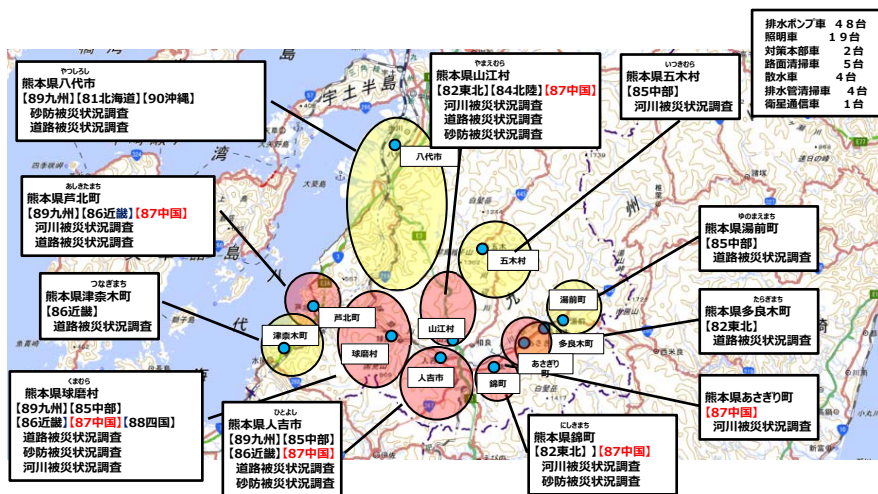 排水ポンプ車 48台
照明車 19台
対策本部車 2台
路面清掃車 5台
散水車 4台
排水管清掃車 4台
衛星通信車 1台
やつしろし
熊本県八代市
【89九州】【81北海道】【90沖縄】
砂防被災状況調査
道路被災状況調査
やまえむら
熊本県山江村
【82東北】【84北陸】【87中国】
河川被災状況調査
道路被災状況調査
砂防被災状況調査
いつきむら
熊本県五木村
【85中部】
河川被災状況調査
あしきたまち
熊本県芦北町
【89九州】【86近畿】【87中国】
河川被災状況調査
道路被災状況調査
ゆのまえまち
熊本県湯前町
【85中部】
道路被災状況調査
つなぎまち
熊本県津奈木町
【86近畿】
道路被災状況調査
たらぎまち
熊本県多良木町
【82東北】
道路被災状況調査
くまむら
熊本県球磨村
【89九州】【85中部】
【86近畿】【87中国】【88四国】
道路被災状況調査
砂防被災状況調査
河川被災状況調査
ひとよし
熊本県人吉市
【89九州】【85中部】
【86近畿】【87中国】
道路被災状況調査
砂防被災状況調査
にしきまち
熊本県錦町
【82東北】】【87中国】
河川被災状況調査
砂防被災状況調査
熊本県あさぎり町
【87中国】
河川被災状況調査
八代市
五木村
湯前町
芦北町
津奈木町
球磨村
山江村
人吉市
錦町
あさぎり
町
多良木町
宇土半島
湾
島
八
代
海
九
州
崎